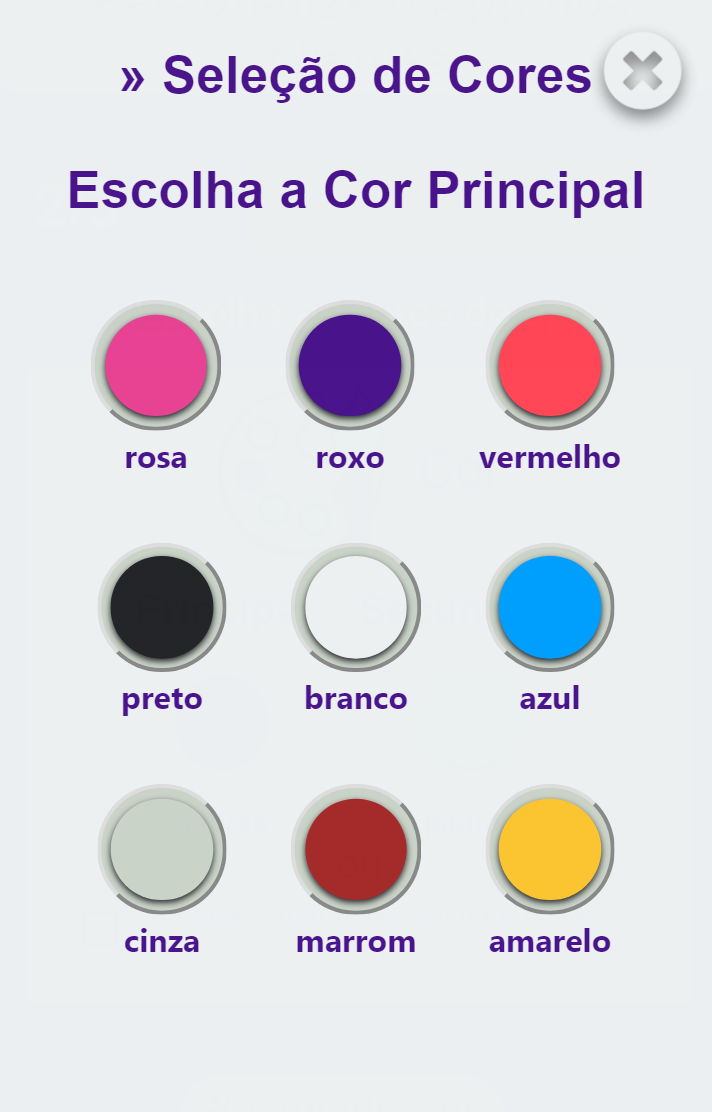 » Seleção de Cores
Escolha a Cor Principal
rosa
roxo
vermelho
preto
branco
azul
cinza
marrom
amarelo